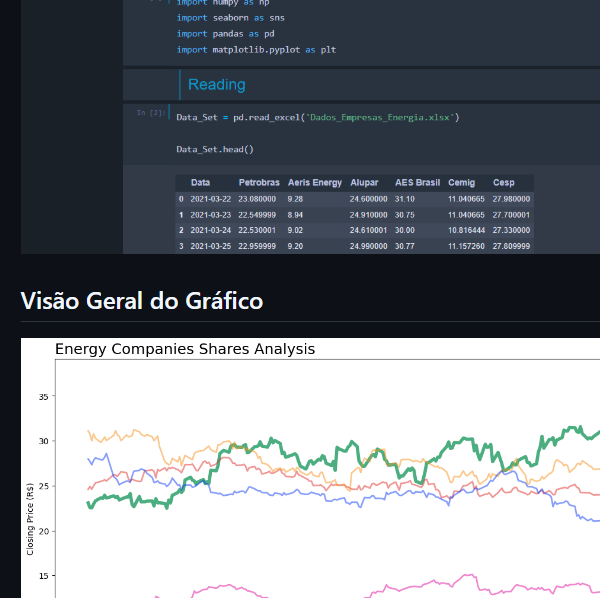 import numpy as np
import seaborn as sns
import pandas as pd
import matplotlib.pyplot as plt
Reading
In [2]:
Data_Set = pd.read_excel('Dados_Empresas_Energia.xlsx')
Data_Set.head()
Data Petrobras Aeris Energy Alupar AES Brasil Cemig Cesp
0 2021-03-22 23.080000 9.28 24.600000 31.10 11.040665 27.980000
1 2021-03-23 22.549999 8.94 24.910000 30.75 11.040665 27.700001
2 2021-03-24 22.530001 9.02 24.610001 30.00 10.816444 27.330000
3 2021-03-25 22.959999 9.20 24.990000 30.77 11.157260 27.809999
Visão Geral do Gráfico
Energy Companies Shares Analysis
35
30
25
20
15
Closing Price (R$)